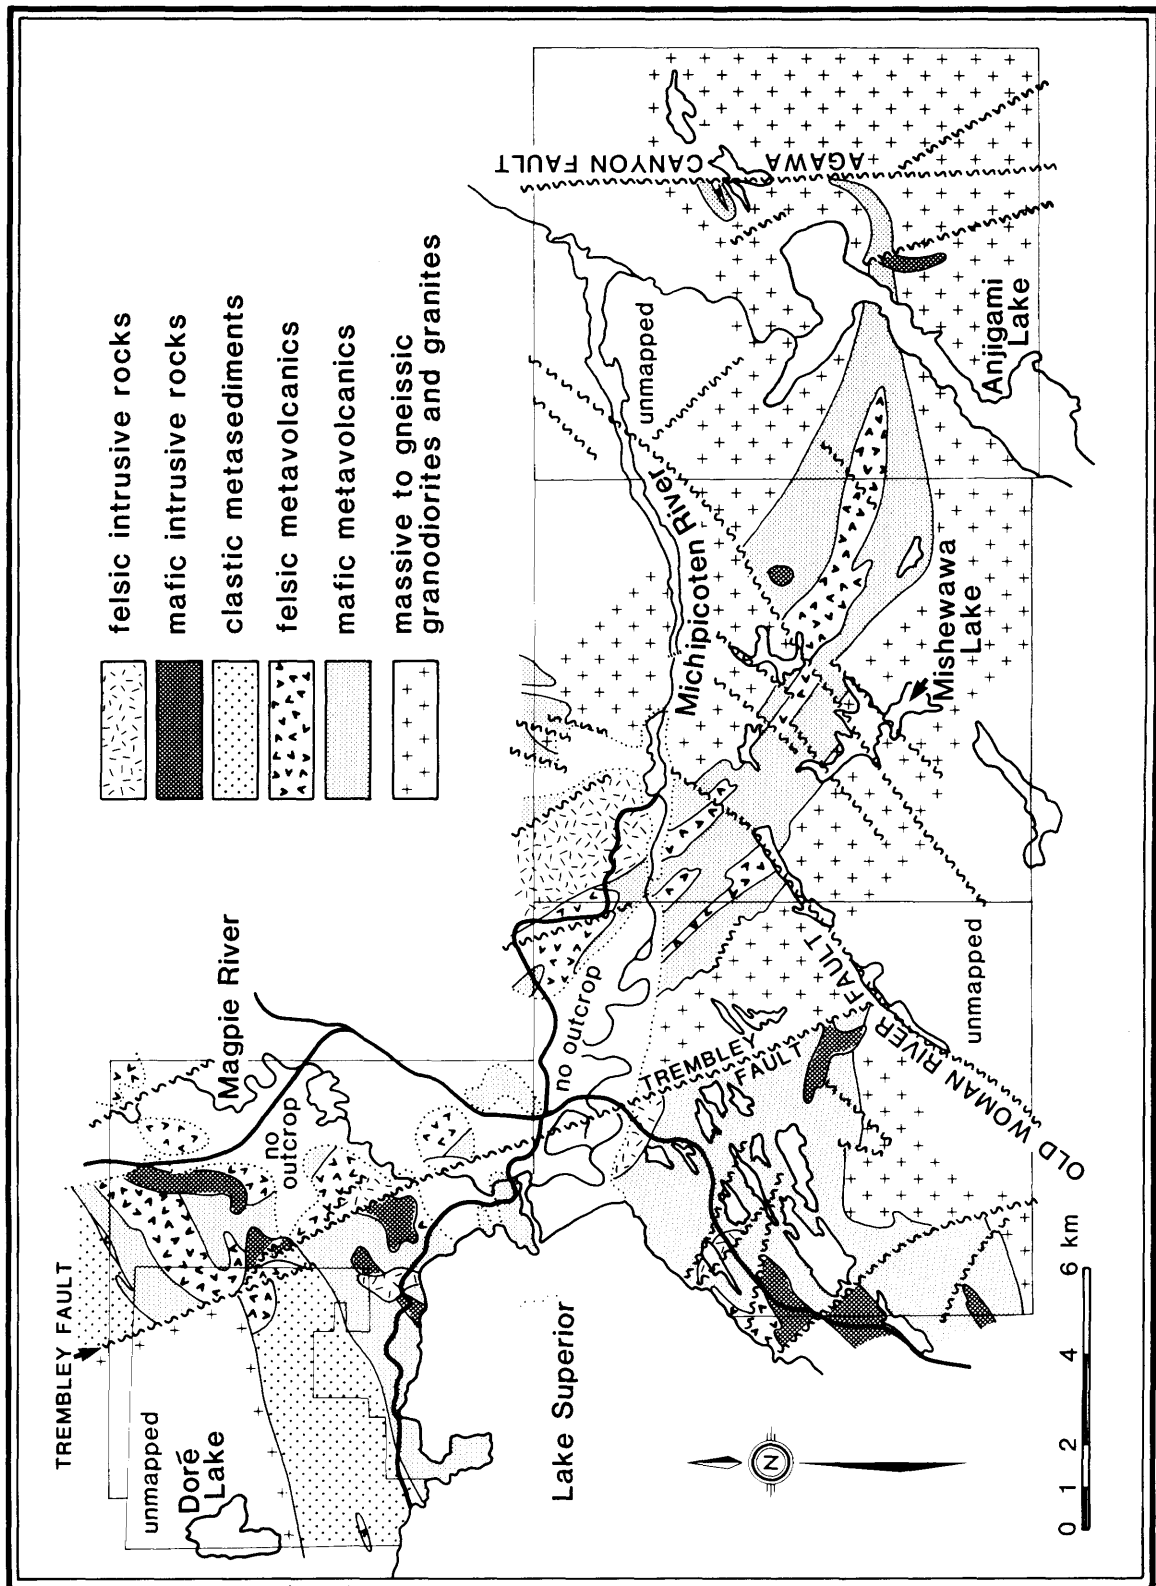 felsic intrusive rocks
mafic intrusive rocks
clastic metasediments
felsic metavolcanics
mafic metavolcanics
massive to gneissic
granodiorites and granites
TREMBLEY FAULT
unmapped
Doré
Lake
Magpie River
no
outcrop
Lake Superior
no outcrop
TREMBLEY
FAULT
OLD WOMAN RIVER
FAULT
unmapped
Michipicoten River
Mishewawa
Lake
unmapped
Anjigami
Lake
AGAWA
CANYON FAULT
N
0 1 2 4 6 km